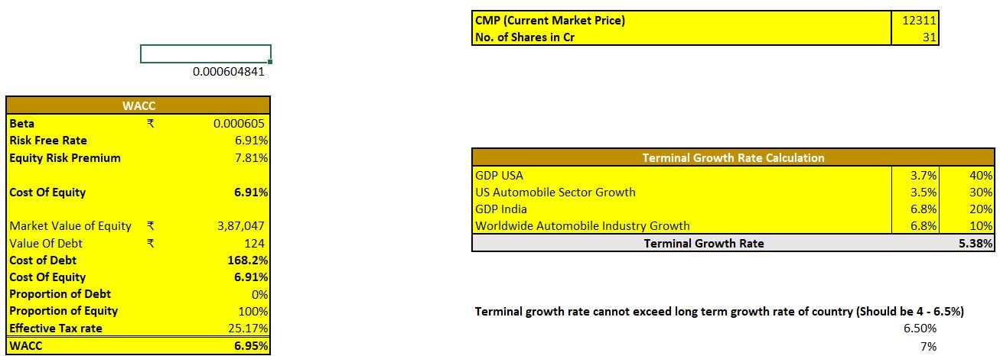 CMP (Current Market Price) 12311
No. of Shares in Cr 31
0.000604841
WACC
Beta ₹ 0.000605
Risk Free Rate 6.91%
Equity Risk Premium 7.81%
Cost Of Equity 6.91%
Market Value of Equity ₹ 3,87,047
Value Of Debt ₹ 124
Cost of Debt 168.2%
Cost Of Equity 6.91%
Proportion of Debt 0%
Proportion of Equity 100%
Effective Tax rate 25.17%
WACC 6.95%
Terminal Growth Rate Calculation
GDP USA 3.7% 40%
US Automobile Sector Growth 3.5% 30%
GDP India 6.8% 20%
Worldwide Automobile Industry Growth 6.8% 10%
Terminal Growth Rate 5.38%
Terminal growth rate cannot exceed long term growth rate of country (Should be 4 - 6.5%)
6.50%
7%